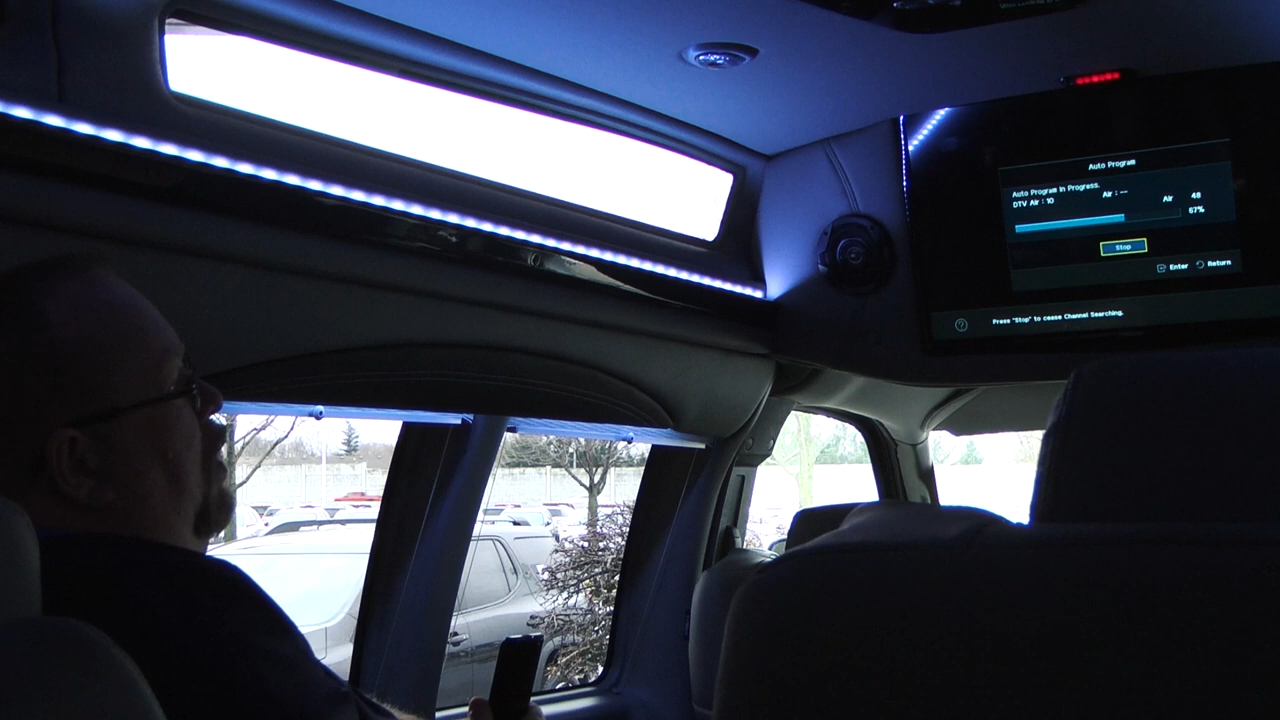 Auto Program
Auto Program In Progress.
DTV Air : 10 Air : -- Air 48
67%
Stop
Enter Return
Press "Stop" to cease Channel Searching.